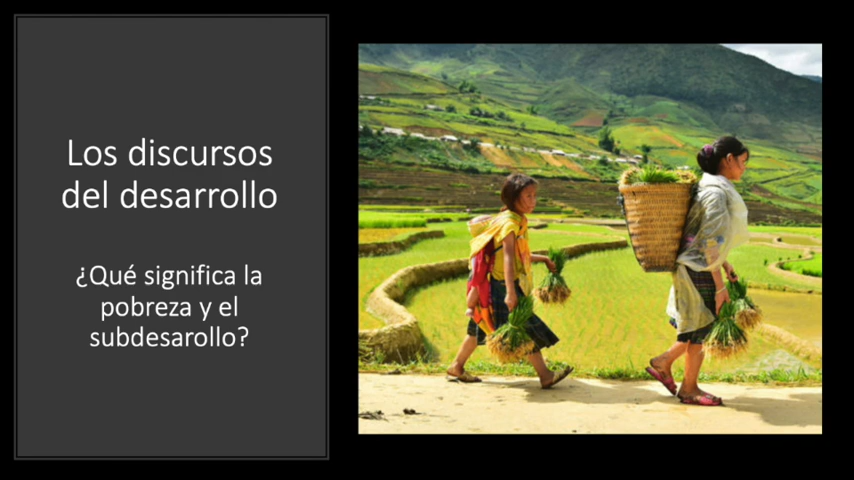 Los discursos
del desarrollo
¿Qué significa la
pobreza y el
subdesarollo?